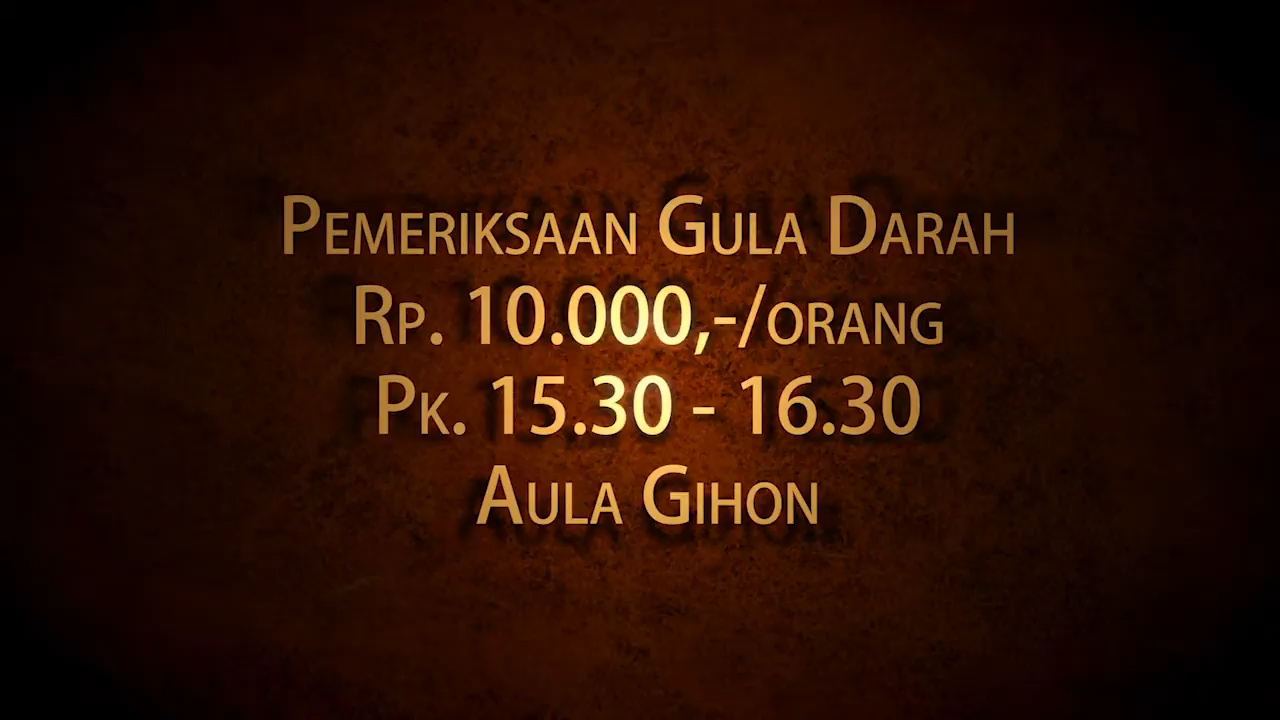 Pemeriksaan Gula Darah
Rp. 10.000,-/orang
Pk. 15.30 - 16.30
Aula Gihon